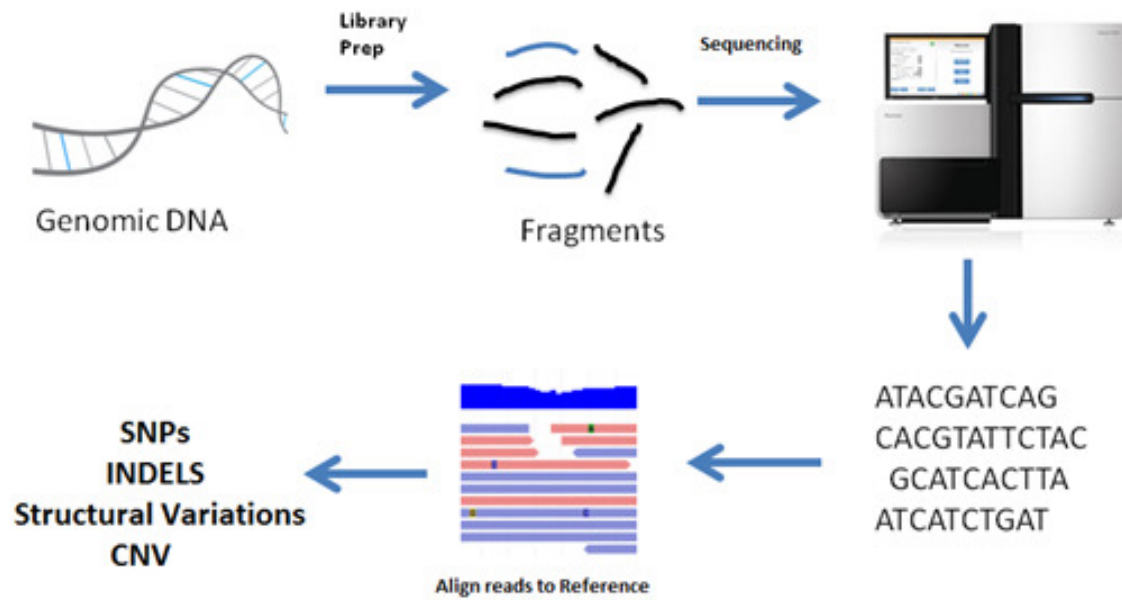 Library
Prep
Sequencing
Genomic DNA
Fragments
ATACGATCAG
CACGTATTCTAC
GCATCACTTA
ATCATCTGAT
Align reads to Reference
SNPs
INDELS
Structural Variations
CNV